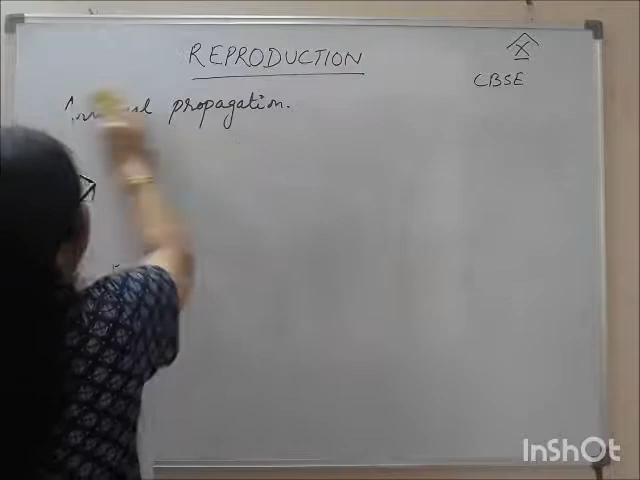 REPRODUCTION
X
CBSE
propagation.
InShOt